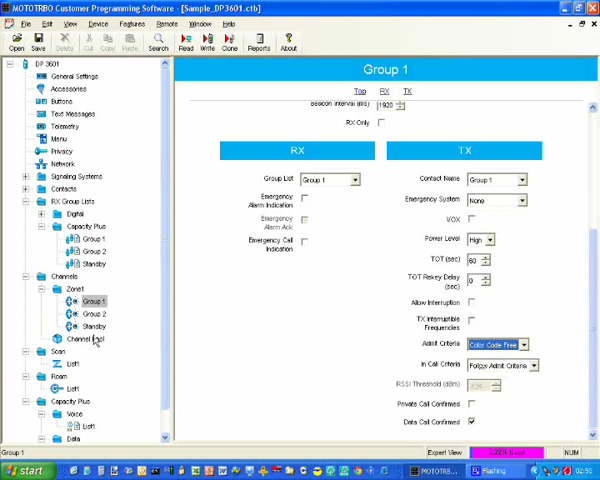 MOTOTRBO Customer Programming Software - [Sample_DP3601.ctb]
File Edit View Device Features Remote Window Help
Open Save Delete Cut Copy Paste Search Read Write Clone Reports About
DP 3601
General Settings
Accessories
Buttons
Text Messages
Telemetry
Menu
Privacy
Network
Signaling Systems
Contacts
RX Group Lists
Digital
Capacity Plus
Group 1
Group 2
Standby
Channels
Zone1
Group 1
Group 2
Standby
Channel Pool
Scan
List1
Roam
List1
Capacity Plus
Voice
List1
Data
Group 1
Top RX TX
Beacon Interval (ms) 1920
RX Only
RX
Group List Group 1
Emergency Alarm Indication
Emergency Alarm Ack
Emergency Call Indication
TX
Contact Name Group 1
Emergency System None
VOX
Power Level High
TOT (sec) 60
TOT Rekey Delay (sec) 0
Allow Interruption
TX Interruptible Frequencies
Admit Criteria Color Code Free
In Call Criteria Follow Admit Criteria
RSSI Threshold (dBm)
Private Call Confirmed
Data Call Confirmed
Group 1 Expert View NUM
start MOTOTRB... Flashing